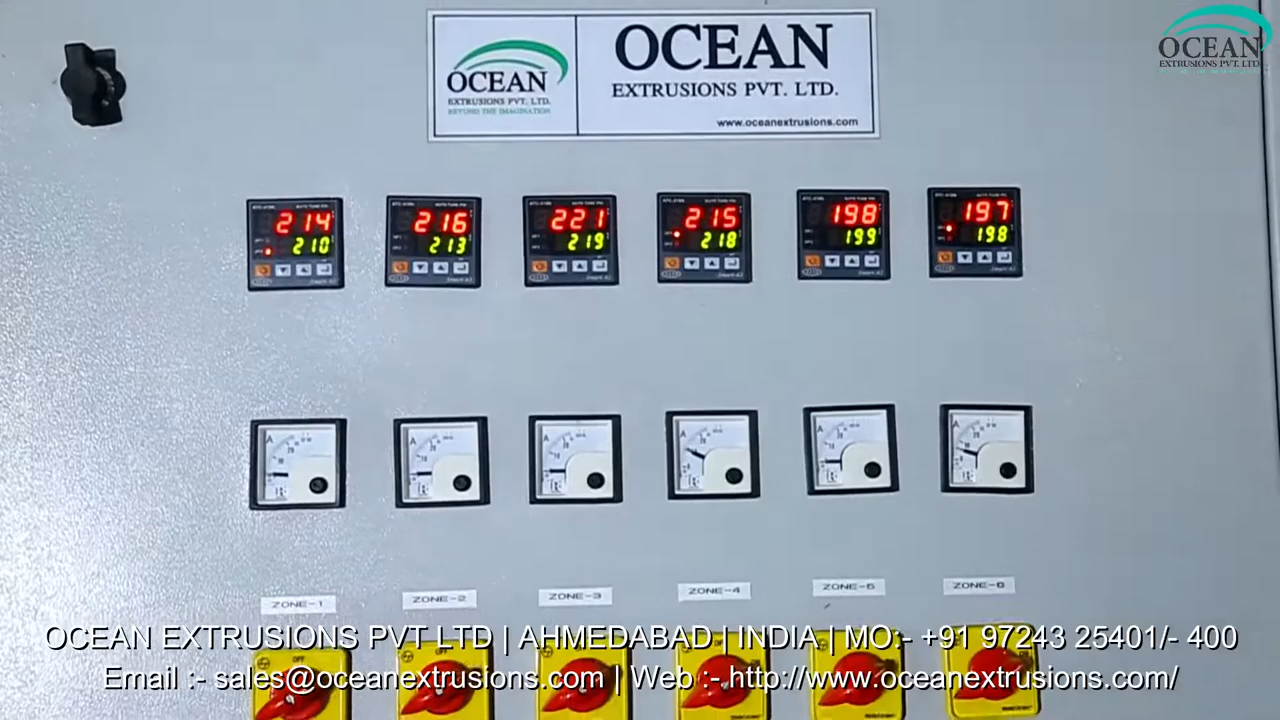 OCEAN
EXTRUSIONS PVT. LTD.
BEYOND THE IMAGINATION
OCEAN
EXTRUSIONS PVT. LTD.
www.oceanextrusions.com
OCEAN
EXTRUSIONS PVT. LTD.
214
210
216
213
221
219
215
218
198
199
197
198
A
A
A
A
A
A
ZONE-1
ZONE-2
ZONE-3
ZONE-4
ZONE-5
ZONE-6
OFF
OFF
OFF
OCEAN EXTRUSIONS PVT LTD | AHMEDABAD | INDIA | MO:- +91 97243 25401/- 400
Email :- sales@oceanextrusions.com | Web :- http://www.oceanextrusions.com/